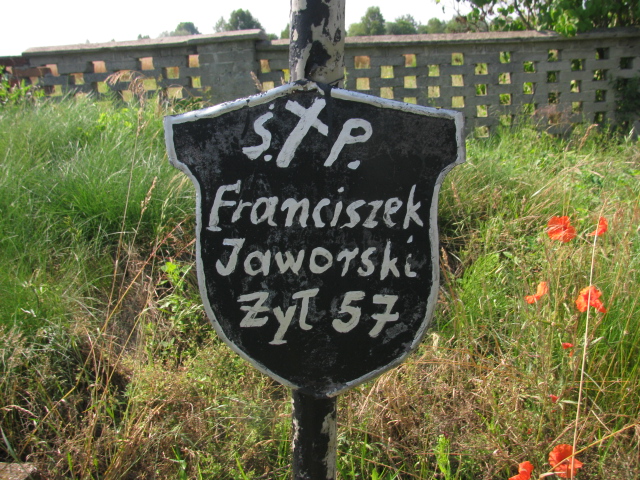 Ś.†P.
Franciszek
Jaworski
Żył 57